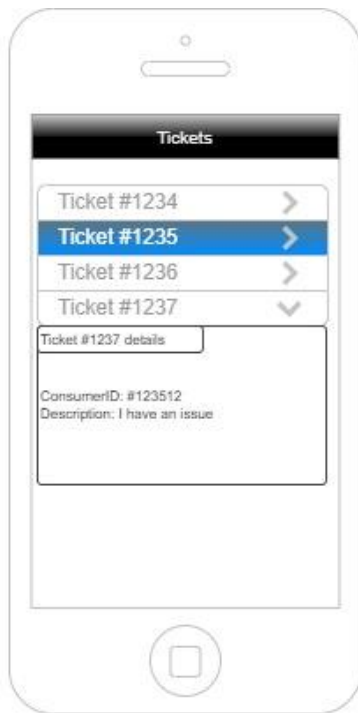 Tickets
Ticket #1234
Ticket #1235
Ticket #1236
Ticket #1237
Ticket #1237 details
ConsumerID: #123512
Description: I have an issue